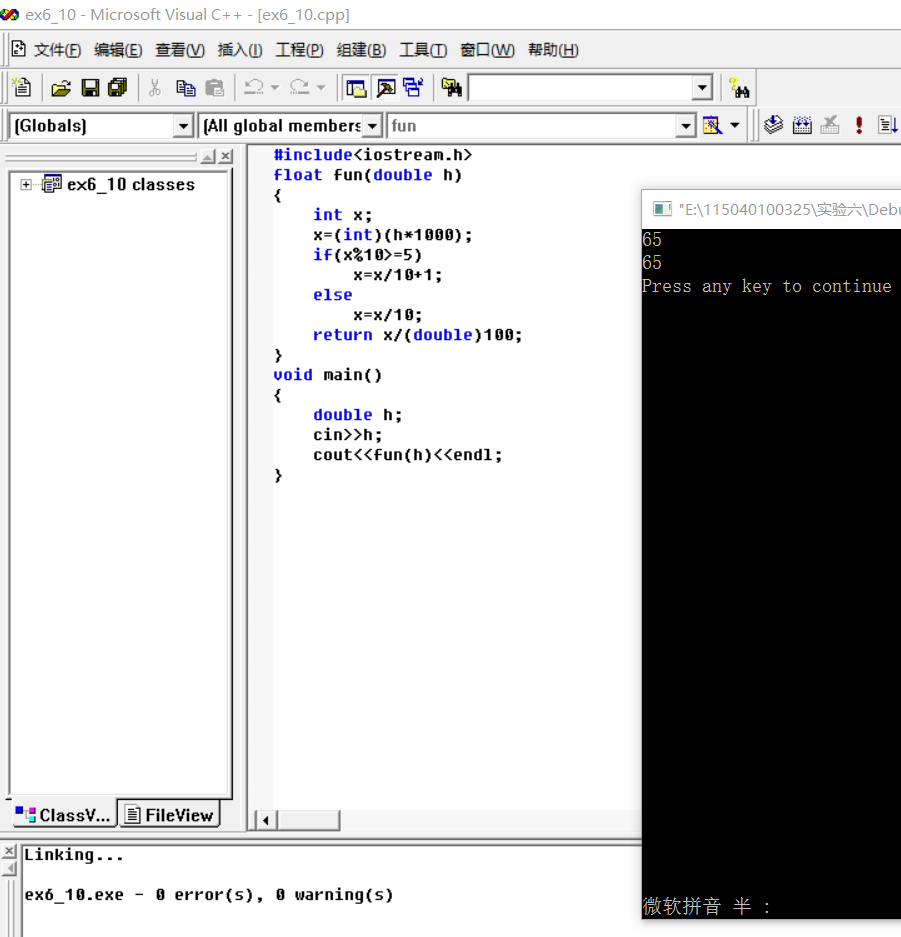 ex6_10 - Microsoft Visual C++ - [ex6_10.cpp]
文件(F) 编辑(E) 查看(V) 插入(I) 工程(P) 组建(B) 工具(T) 窗口(W) 帮助(H)
(Globals) (All global members fun
ex6_10 classes
#include<iostream.h>
float fun(double h)
{
int x;
x=(int)(h*1000);
if(x%10>=5)
x=x/10+1;
else
x=x/10;
return x/(double)100;
}
void main()
{
double h;
cin>>h;
cout<<fun(h)<<endl;
}
"E:\115040100325\实验六\Debu
65
65
Press any key to continue
微软拼音 半 :
ClassV... FileView
Linking...
ex6_10.exe - 0 error(s), 0 warning(s)